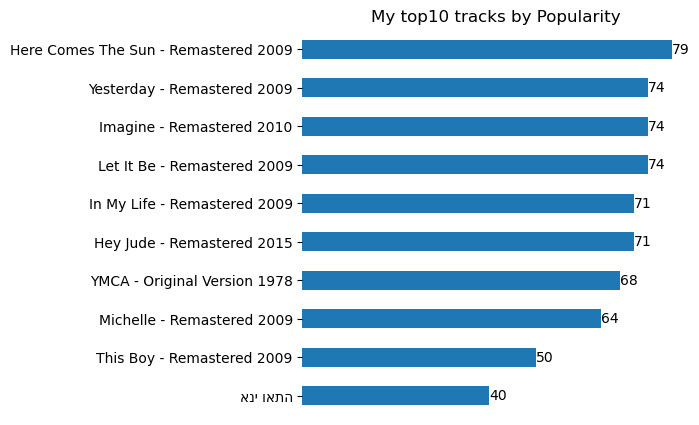 My top10 tracks by Popularity
Here Comes The Sun - Remastered 2009 79
Yesterday - Remastered 2009 74
Imagine - Remastered 2010 74
Let It Be - Remastered 2009 74
In My Life - Remastered 2009 71
Hey Jude - Remastered 2015 71
YMCA - Original Version 1978 68
Michelle - Remastered 2009 64
This Boy - Remastered 2009 50
אני ואתה 40